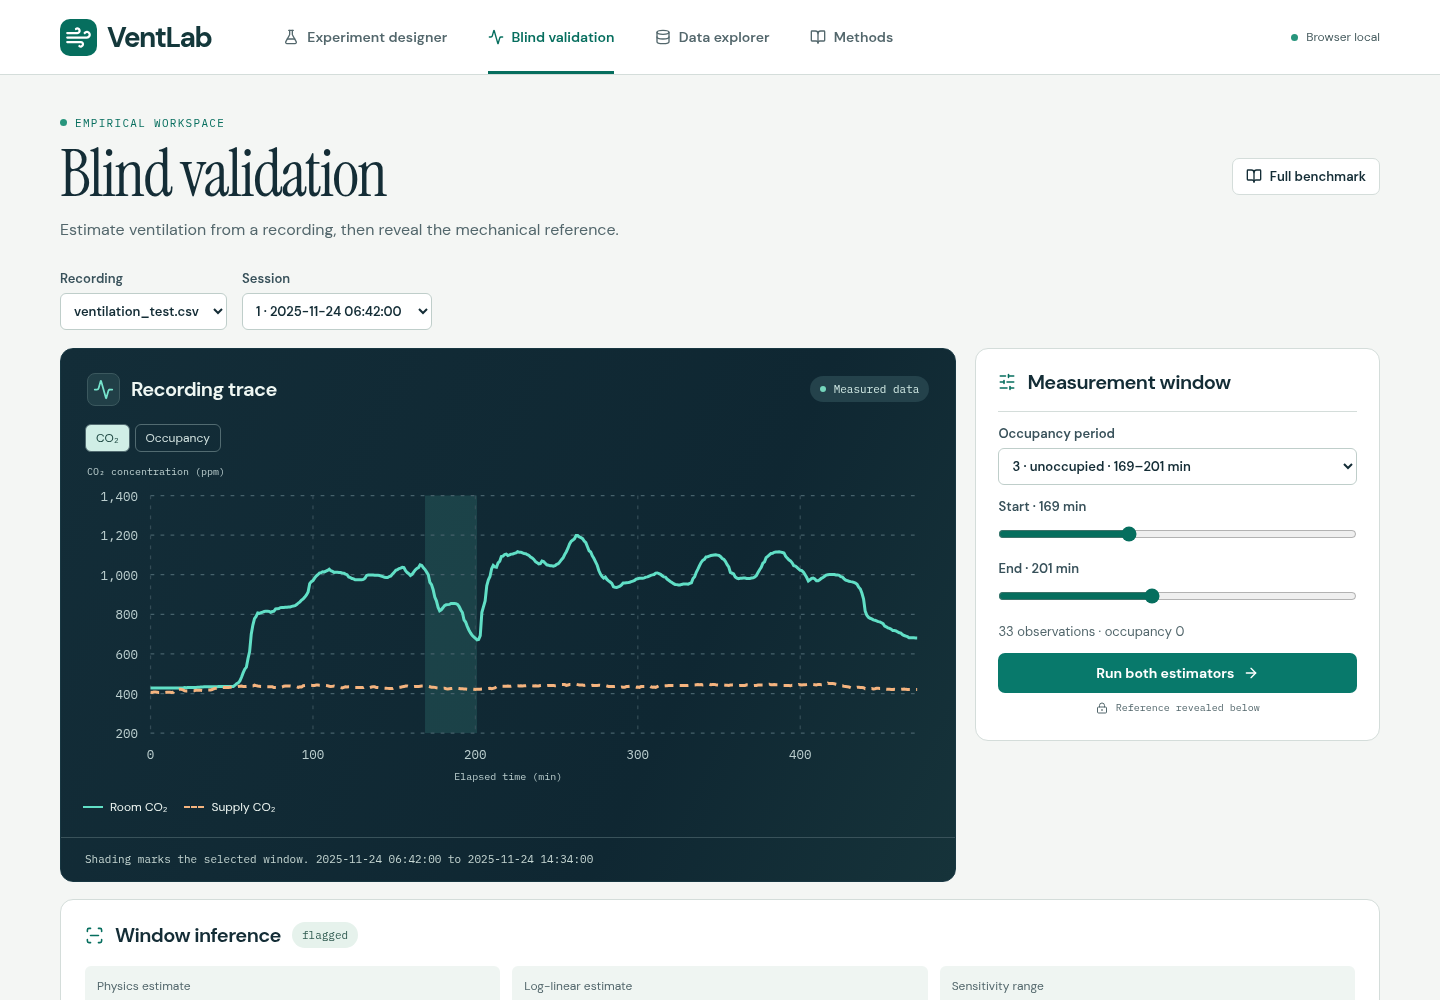 VentLab
Experiment designer
Blind validation
Data explorer
Methods
Browser local
EMPIRICAL WORKSPACE
Blind validation
Full benchmark
Estimate ventilation from a recording, then reveal the mechanical reference.
Recording
Session
ventilation_test.csv
1 · 2025-11-24 06:42:00
Recording trace
Measured data
CO₂
Occupancy
CO₂ concentration (ppm)
1,400
1,200
1,000
800
600
400
200
0
100
200
300
400
Elapsed time (min)
Room CO₂
Supply CO₂
Shading marks the selected window. 2025-11-24 06:42:00 to 2025-11-24 14:34:00
Measurement window
Occupancy period
3 · unoccupied · 169–201 min
Start · 169 min
End · 201 min
33 observations · occupancy 0
Run both estimators
Reference revealed below
Window inference
flagged
Physics estimate
Log-linear estimate
Sensitivity range